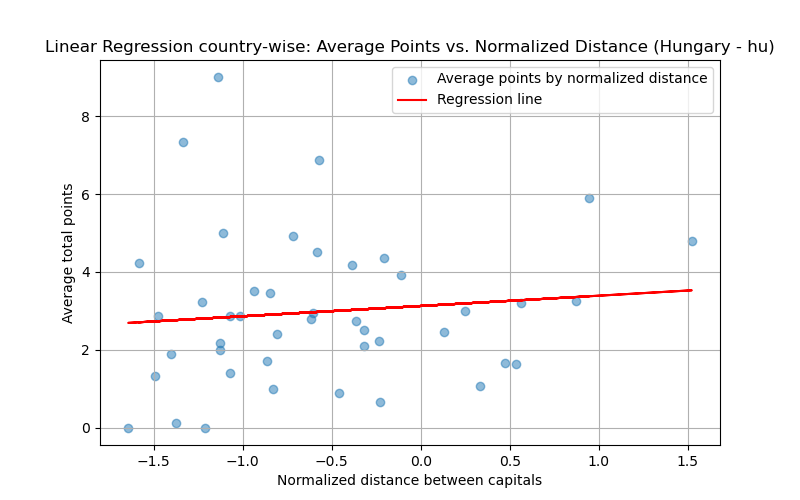 Linear Regression country-wise: Average Points vs. Normalized Distance (Hungary - hu)
Average points by normalized distance
Regression line
8
6
4
2
0
Average total points
−1.5 −1.0 −0.5 0.0 0.5 1.0 1.5
Normalized distance between capitals